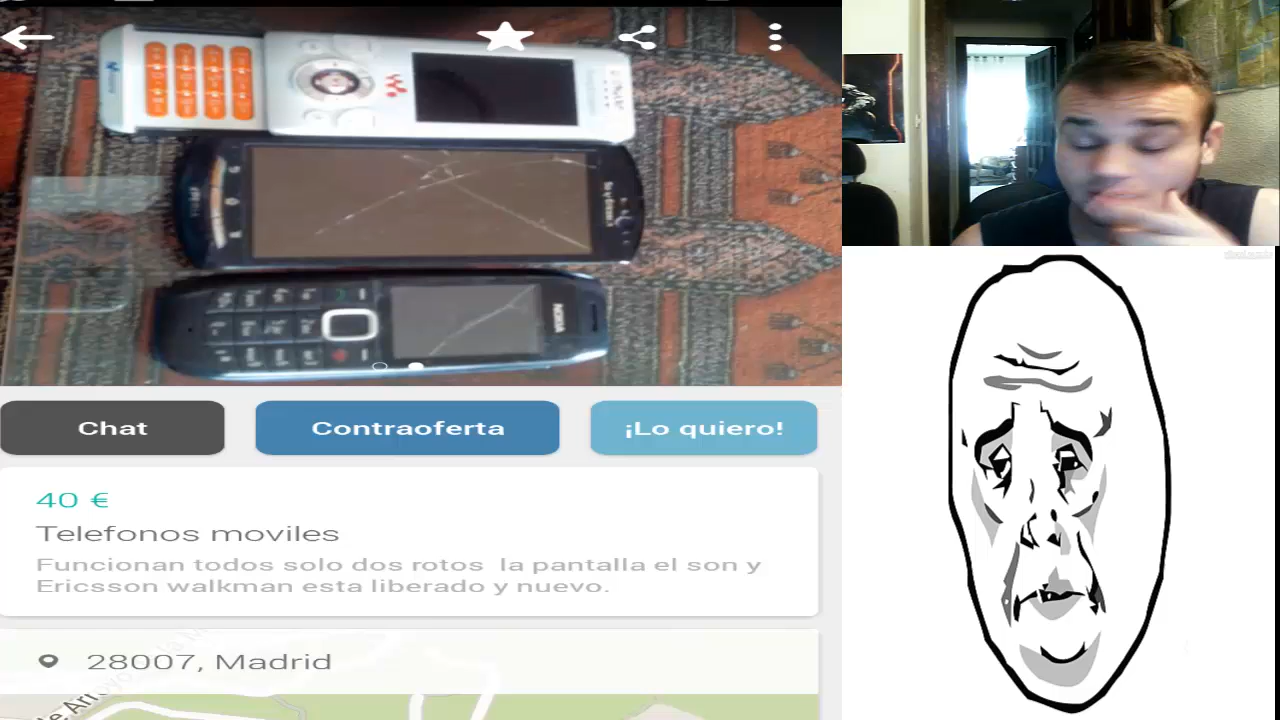 NOKIA
Chat
Contraoferta
¡Lo quiero!
40 €
Telefonos moviles
Funcionan todos solo dos rotos la pantalla el son y
Ericsson walkman esta liberado y nuevo.
28007, Madrid